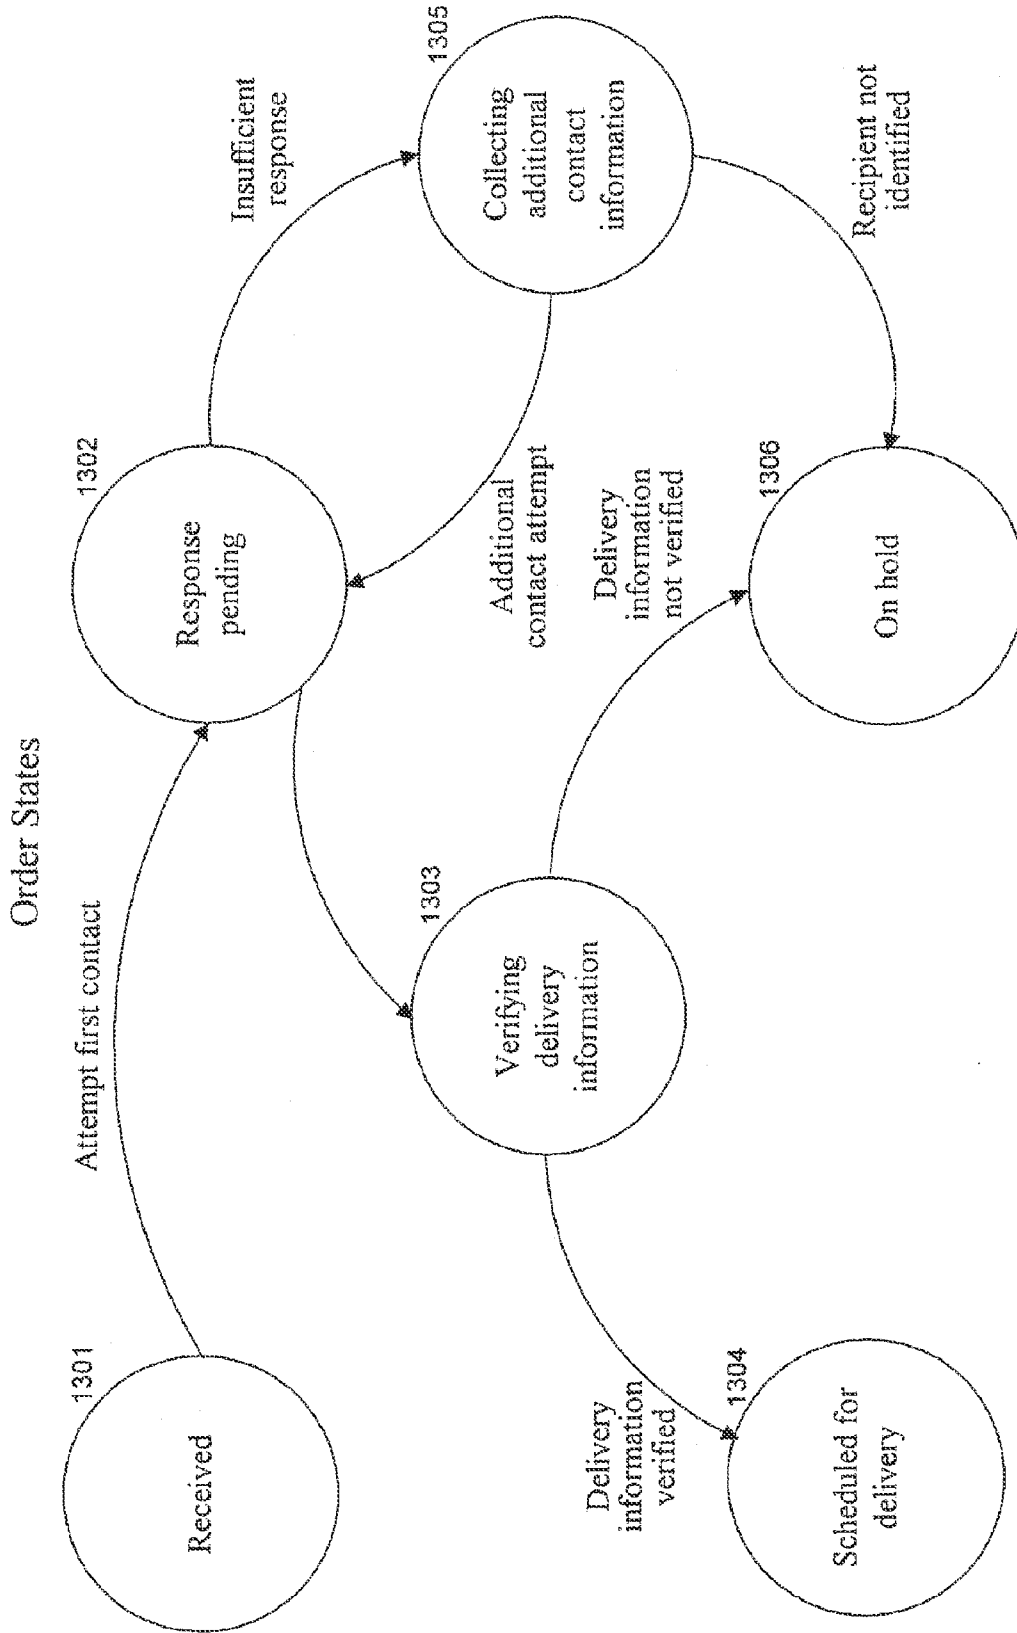 Order States
1301
Received
Attempt first contact
1302
Response
pending
Insufficient
response
1305
Collecting
additional
contact
information
Additional
contact attempt
1303
Verifying
delivery
information
Delivery
information
not verified
Recipient not
identified
Delivery
information
verified
1304
Scheduled for
delivery
1306
On hold